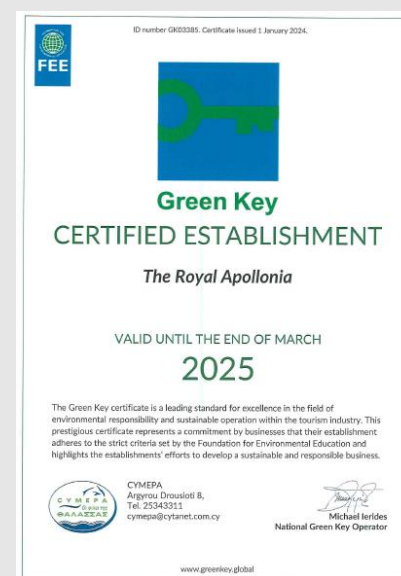 ID number GK03385. Certificate issued 1 January 2024.
FEE
Green Key
CERTIFIED ESTABLISHMENT
The Royal Apollonia
VALID UNTIL THE END OF MARCH
2025
The Green Key certificate is a leading standard for excellence in the field of
environmental responsibility and sustainable operation within the tourism industry. This
prestigious certificate represents a commitment by businesses that their establishment
adheres to the strict criteria set by the Foundation for Environmental Education and
highlights the establishments' efforts to develop a sustainable and responsible business.
CYMEPA
ΘΑΛΑΣΣΑΣ
CYMEPA
Argyrou Drousioti 8,
Tel. 25343311
cymepa@cytanet.com.cy
Michael Ierides
National Green Key Operator
www.greenkey.global